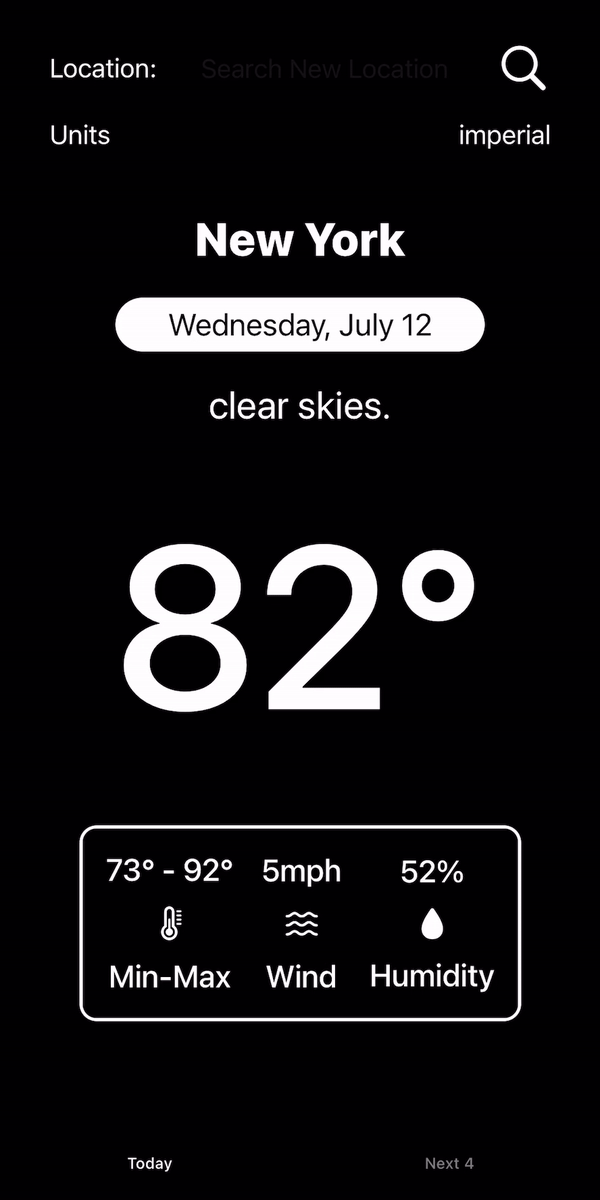 Location: Search New Location
Units imperial
New York
Wednesday, July 12
clear skies.
82°
73° - 92° 5mph 52%
Min-Max Wind Humidity
Today Next 4